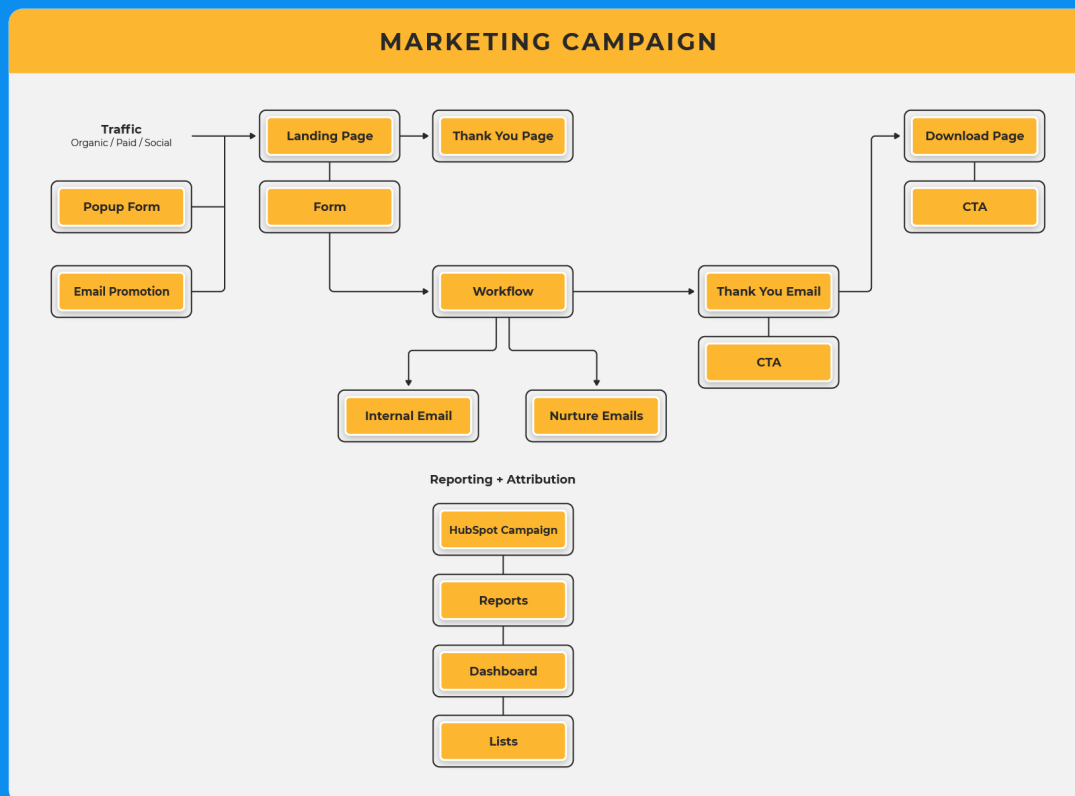 MARKETING CAMPAIGN
Traffic
Organic / Paid / Social
Landing Page
Thank You Page
Download Page
Popup Form
Form
CTA
Email Promotion
Workflow
Thank You Email
CTA
Internal Email
Nurture Emails
Reporting + Attribution
HubSpot Campaign
Reports
Dashboard
Lists